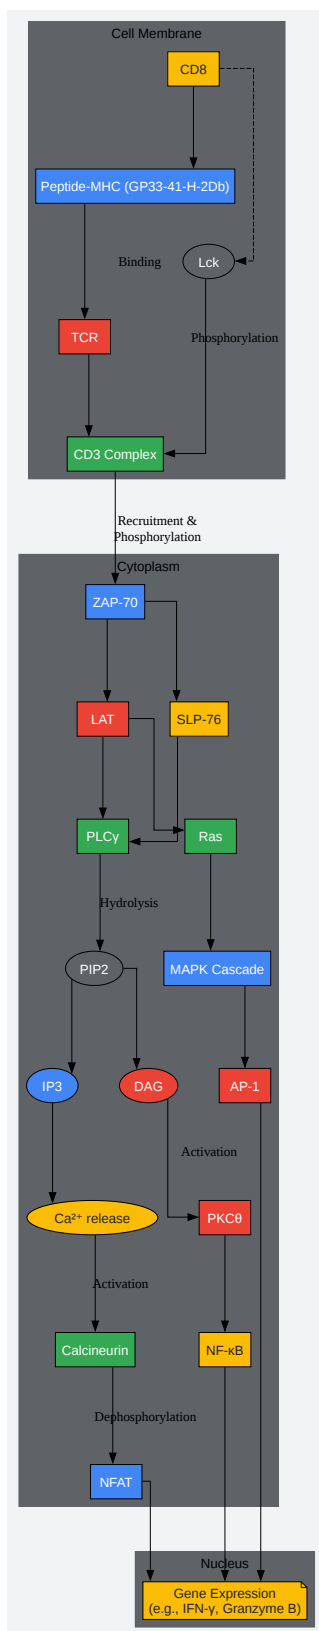 Cell Membrane
CD8
Peptide-MHC (GP33-41-H-2Db)
Binding
Lck
TCR
Phosphorylation
CD3 Complex
Recruitment &
Phosphorylation
Cytoplasm
ZAP-70
LAT
SLP-76
PLCγ
Ras
Hydrolysis
PIP2
MAPK Cascade
IP3
DAG
AP-1
Activation
Ca²⁺ release
PKCθ
Activation
Calcineurin
NF-κB
Dephosphorylation
NFAT
Nucleus
Gene Expression
(e.g., IFN-γ, Granzyme B)